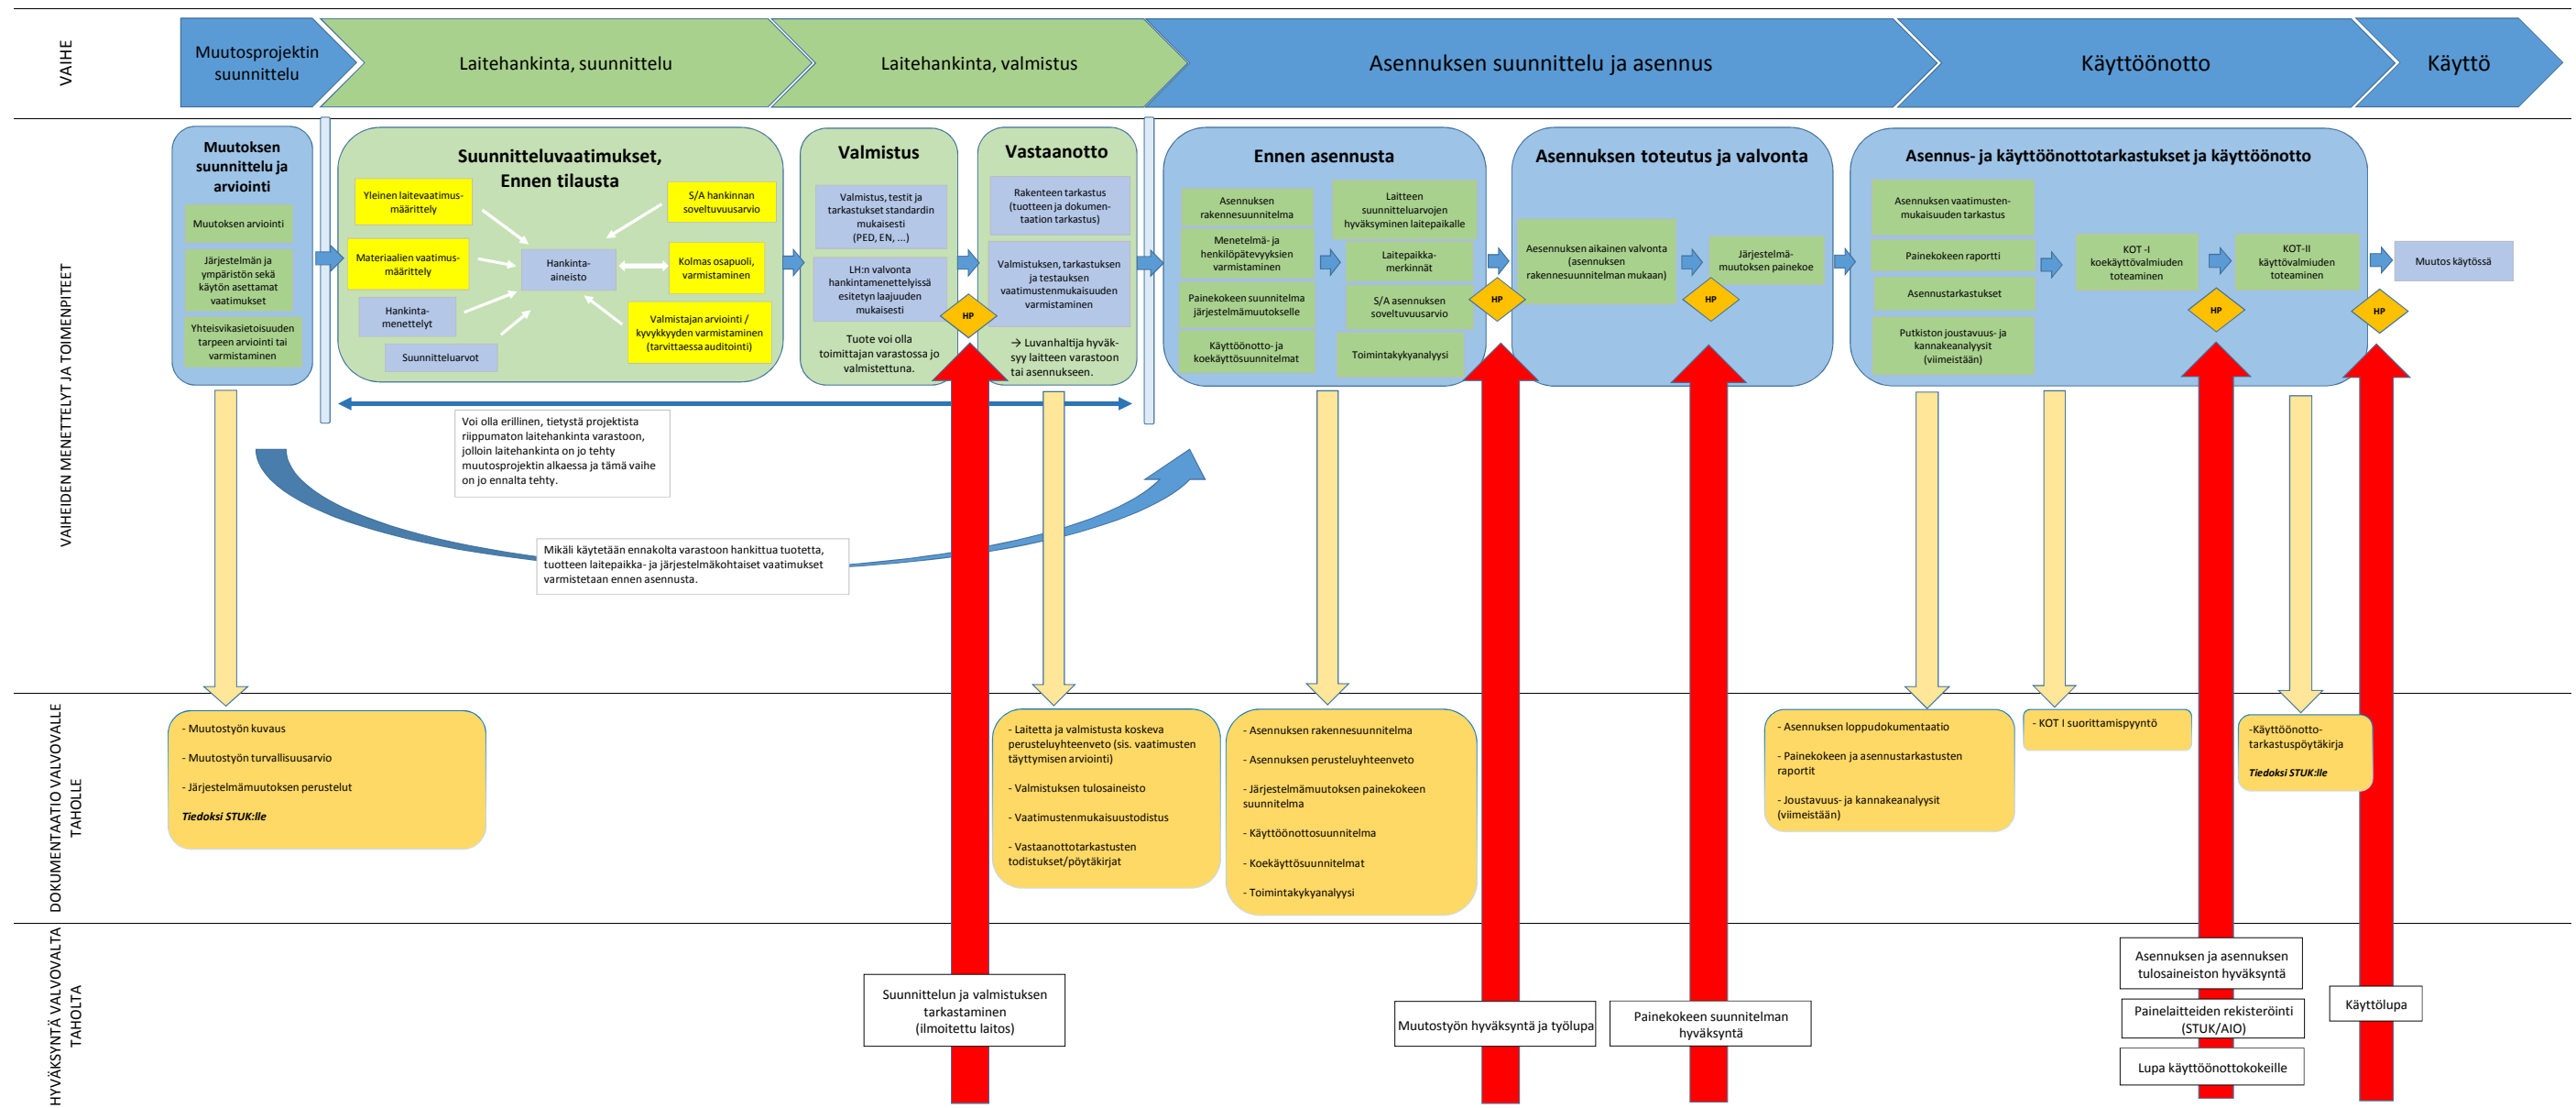 VAIHE
Muutosprojektin
suunnittelu
Laitehankinta, suunnittelu
Laitehankinta, valmistus
Asennuksen suunnittelu ja asennus
Käyttöönotto
Käyttö
VAIHEIDEN MENETTELYT JA TOIMENPITEET
Muutoksen
suunnittelu ja
arviointi
Muutoksen arviointi
Järjestelmän ja
ympäristön sekä
käytön asettamat
vaatimukset
Yhteisvikasietoisuuden
tarpeen arviointi tai
varmistaminen
Suunnitteluvaatimukset,
Ennen tilausta
Yleinen laitevaatimus-
määrittely
Materiaalien vaatimus-
määrittely
Hankinta-
menettelyt
Suunnitteluarvot
Hankinta-
aineisto
S/A hankinnan
soveltuvuusarvio
Kolmas osapuoli,
varmistaminen
Valmistajan arviointi /
kyvykkyyden varmistaminen
(tarvittaessa auditointi)
Valmistus
Valmistus, testit ja
tarkastukset standardin
mukaisesti
(PED, EN, ...)
LH:n valvonta
hankintamenettelyissä
esitetyn laajuuden
mukaisesti
Tuote voi olla
toimittajan varastossa jo
valmistettuna.
HP
Vastaanotto
Rakenteen tarkastus
(tuotteen ja dokumen-
taation tarkastus)
Valmistuksen, tarkastuksen
ja testauksen
vaatimustenmukaisuuden
varmistaminen
→ Luvanhaltija hyväk-
syy laitteen varastoon
tai asennukseen.
Ennen asennusta
Asennuksen
rakennesuunnitelma
Menetelmä- ja
henkilöpätevyyksien
varmistaminen
Painekokeen suunnitelma
järjestelmämuutokselle
Käyttöönotto- ja
koekäyttösuunnitelmat
Laitteen
suunnitteluarvojen
hyväksyminen laitepaikalle
Laitepaikka-
merkinnät
S/A asennuksen
soveltuvuusarvio
Toimintakykyanalyysi
HP
Asennuksen toteutus ja valvonta
Aesennuksen aikainen valvonta
(asennuksen
rakennesuunnitelman mukaan)
Järjestelmä-
muutoksen painekoe
HP
Asennus- ja käyttöönottotarkastukset ja käyttöönotto
Asennuksen vaatimusten-
mukaisuuden tarkastus
Painekokeen raportti
Asennustarkastukset
Putkiston joustavuus- ja
kannakeanalyysit
(viimeistään)
KOT -I
koekäyttövalmiuden
toteaminen
KOT-II
käyttövalmiuden
toteaminen
HP
HP
Muutos käytössä
Voi olla erillinen, tietystä projektista
riippumaton laitehankinta varastoon,
jolloin laitehankinta on jo tehty
muutosprojektin alkaessa ja tämä vaihe
on jo ennalta tehty.
Mikäli käytetään ennakolta varastoon hankittua tuotetta,
tuotteen laitepaikka- ja järjestelmäkohtaiset vaatimukset
varmistetaan ennen asennusta.
DOKUMENTAATIO VALVOVALLE
TAHOLLE
- Muutostyön kuvaus
- Muutostyön turvallisuusarvio
- Järjestelmämuutoksen perustelut
Tiedoksi STUK:lle
- Laitetta ja valmistusta koskeva
perusteluyhteenveto (sis. vaatimusten
täyttymisen arviointi)
- Valmistuksen tulosaineisto
- Vaatimustenmukaisuustodistus
- Vastaanottotarkastusten
todistukset/pöytäkirjat
- Asennuksen rakennesuunnitelma
- Asennuksen perusteluyhteenveto
- Järjestelmämuutoksen painekokeen
suunnitelma
- Käyttöönottosuunnitelma
- Koekäyttösuunnitelmat
- Toimintakykyanalyysi
- Asennuksen loppudokumentaatio
- Painekokeen ja asennustarkastusten
raportit
- Joustavuus- ja kannakeanalyysit
(viimeistään)
- KOT I suorittamispyyntö
-Käyttöönotto-
tarkastuspöytäkirja
Tiedoksi STUK:lle
HYVÄKSYNTÄ VALVOVALTA
TAHOLTA
Suunnittelun ja valmistuksen
tarkastaminen
(ilmoitettu laitos)
Muutostyön hyväksyntä ja työlupa
Painekokeen suunnitelman
hyväksyntä
Asennuksen ja asennuksen
tulosaineiston hyväksyntä
Painelaitteiden rekisteröinti
(STUK/AIO)
Lupa käyttöönottokokeille
Käyttölupa